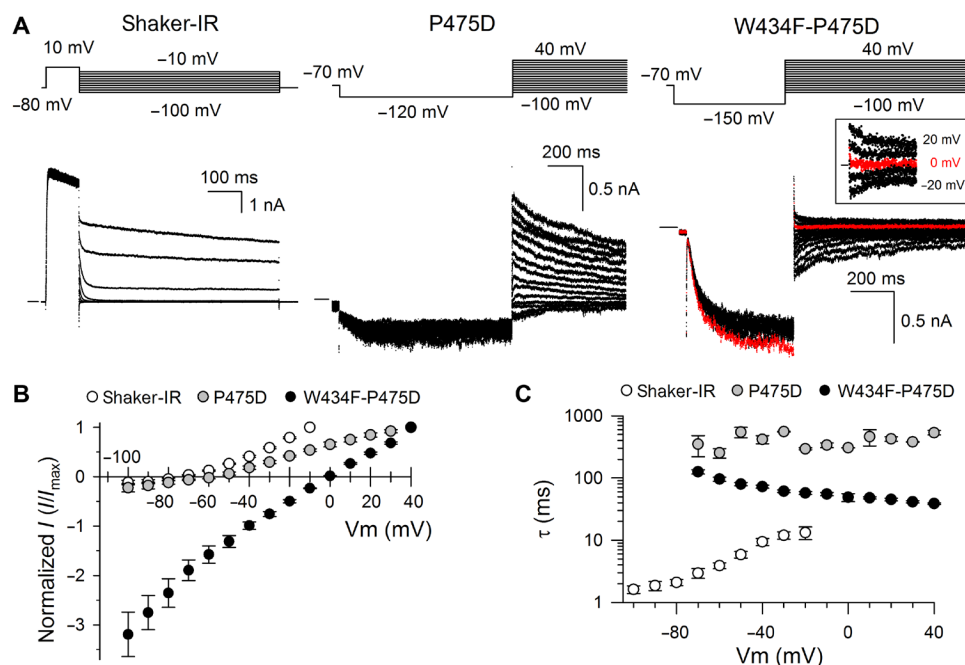 A
Shaker-IR
P475D
W434F-P475D
10 mV
−10 mV
−80 mV
−100 mV
−70 mV
40 mV
−120 mV
−100 mV
−70 mV
40 mV
−150 mV
−100 mV
100 ms
1 nA
200 ms
0.5 nA
20 mV
0 mV
−20 mV
200 ms
0.5 nA
B
Shaker-IR P475D W434F-P475D
Normalized I (I/Imax)
1
0
−1
−2
−3
−100
−80 −60 −40 −20 0 20 40
Vm (mV)
C
Shaker-IR P475D W434F-P475D
τ (ms)
1000
100
10
1
−80 −40 0 40
Vm (mV)